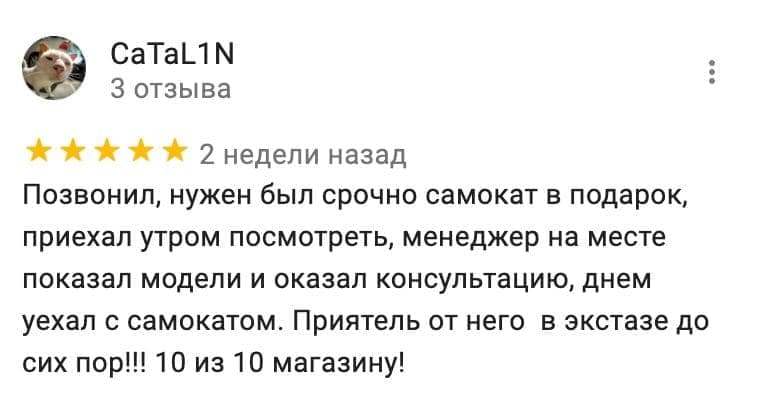 CaTaL1N
3 отзыва
2 недели назад
Позвонил, нужен был срочно самокат в подарок,
приехал утром посмотреть, менеджер на месте
показал модели и оказал консультацию, днем
уехал с самокатом. Приятель от него  в экстазе до
сих пор!!! 10 из 10 магазину!